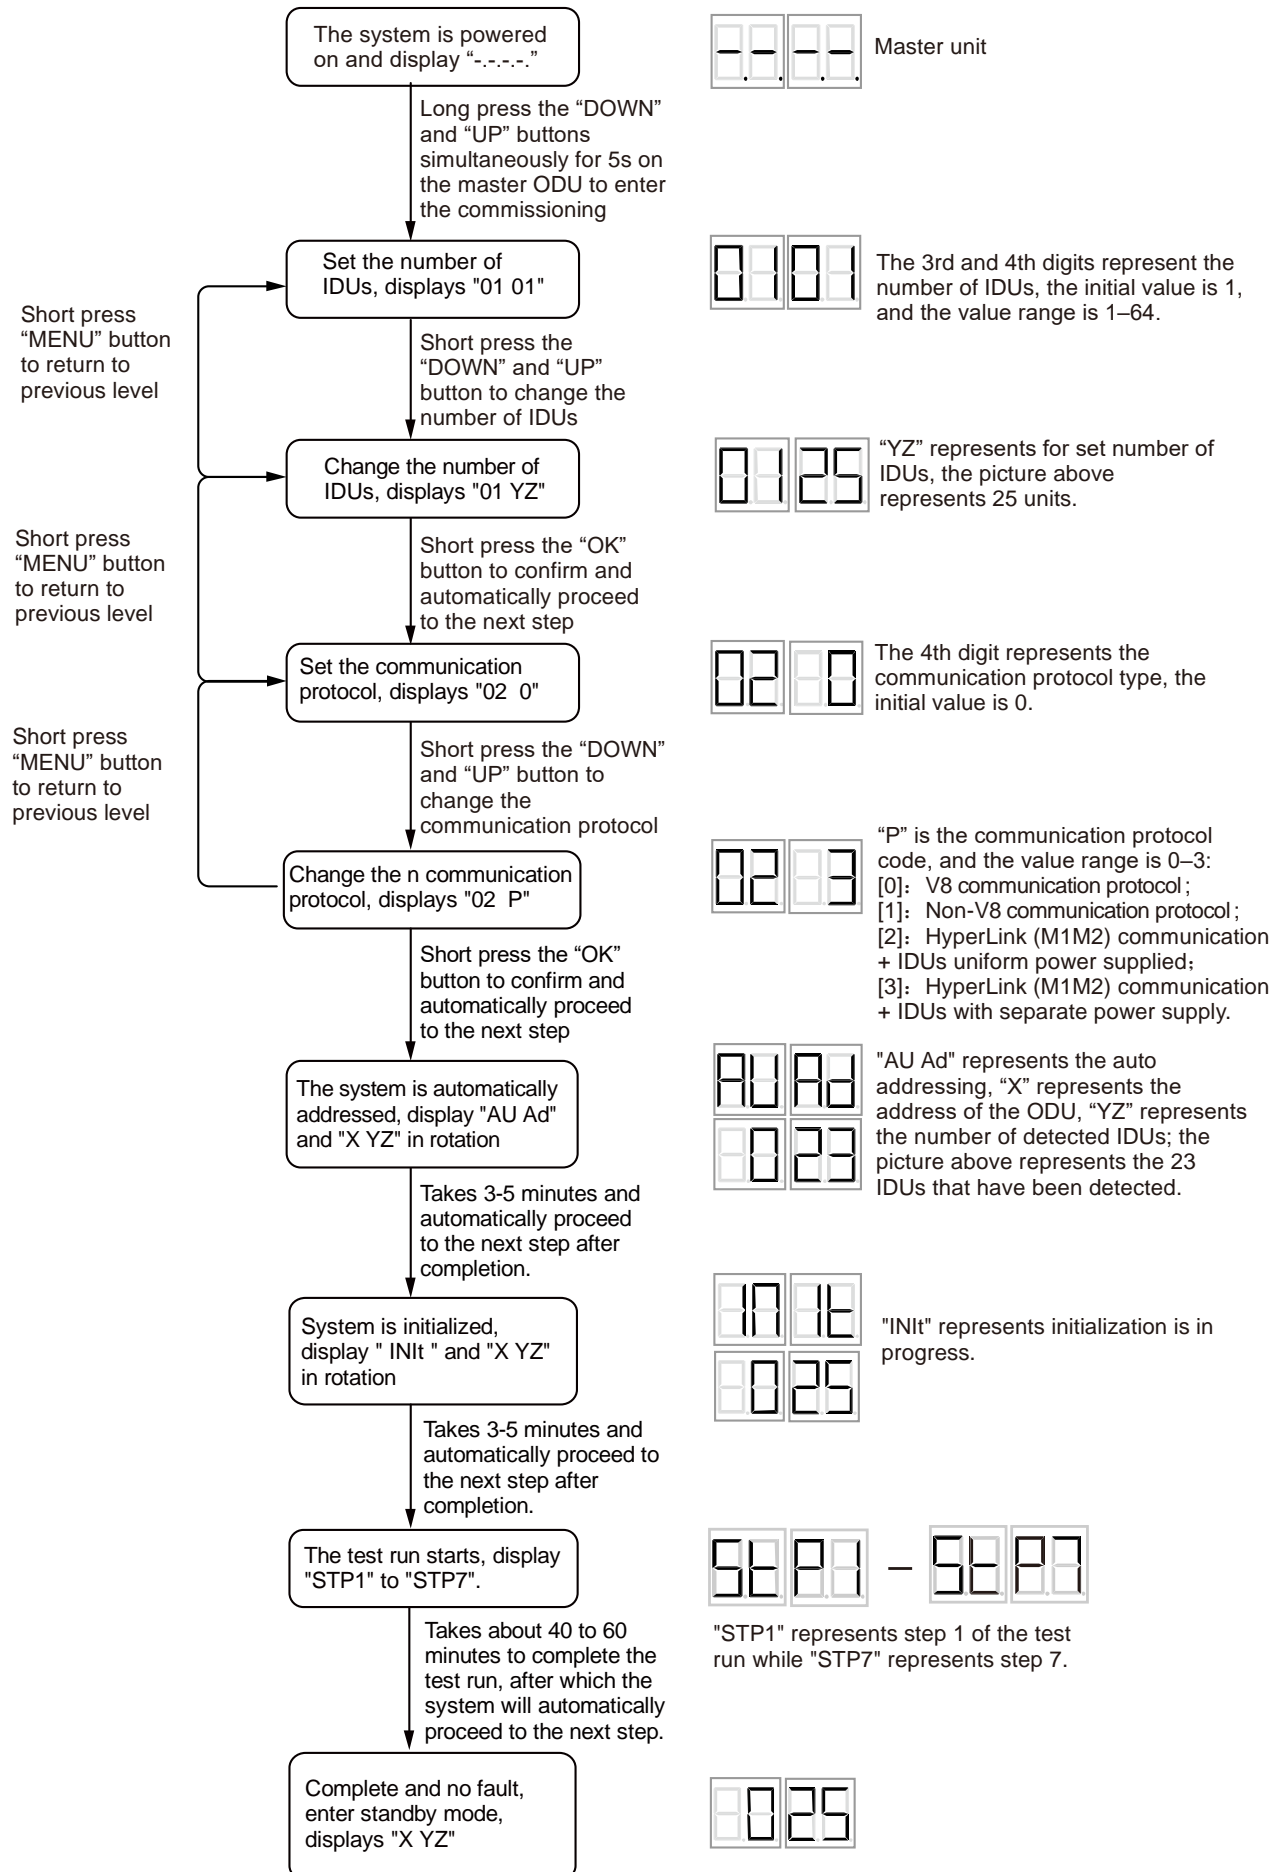 The system is powered
on and display “-.-.-.-.”
Master unit
Long press the “DOWN”
and “UP” buttons
simultaneously for 5s on
the master ODU to enter
the commissioning
Set the number of
IDUs, displays "01 01"
0101
The 3rd and 4th digits represent the
number of IDUs, the initial value is 1,
and the value range is 1–64.
Short press
“MENU” button
to return to
previous level
Short press the
“DOWN” and “UP”
button to change the
number of IDUs
Change the number of
IDUs, displays "01 YZ"
0125
“YZ” represents for set number of
IDUs, the picture above
represents 25 units.
Short press
“MENU” button
to return to
previous level
Short press the “OK”
button to confirm and
automatically proceed
to the next step
Set the communication
protocol, displays "02  0"
02 0
The 4th digit represents the
communication protocol type, the
initial value is 0.
Short press
“MENU” button
to return to
previous level
Short press the “DOWN”
and “UP” button to
change the
communication protocol
Change the n communication
protocol, displays "02  P"
02 3
“P” is the communication protocol
code, and the value range is 0–3:
[0]：V8 communication protocol；
[1]：Non-V8 communication protocol；
[2]：HyperLink (M1M2) communication
+ IDUs uniform power supplied；
[3]：HyperLink (M1M2) communication
+ IDUs with separate power supply.
Short press the “OK”
button to confirm and
automatically proceed
to the next step
The system is automatically
addressed, display "AU Ad"
and "X YZ" in rotation
AU Ad
023
"AU Ad" represents the auto
addressing, “X” represents the
address of the ODU, “YZ” represents
the number of detected IDUs; the
picture above represents the 23
IDUs that have been detected.
Takes 3-5 minutes and
automatically proceed
to the next step after
completion.
System is initialized,
display " INIt " and "X YZ"
in rotation
INIt
025
"INIt" represents initialization is in
progress.
Takes 3-5 minutes and
automatically proceed to
the next step after
completion.
The test run starts, display
"STP1" to "STP7".
StP1 – StP7
"STP1" represents step 1 of the test
run while "STP7" represents step 7.
Takes about 40 to 60
minutes to complete the
test run, after which the
system will automatically
proceed to the next step.
Complete and no fault,
enter standby mode,
displays "X YZ"
025